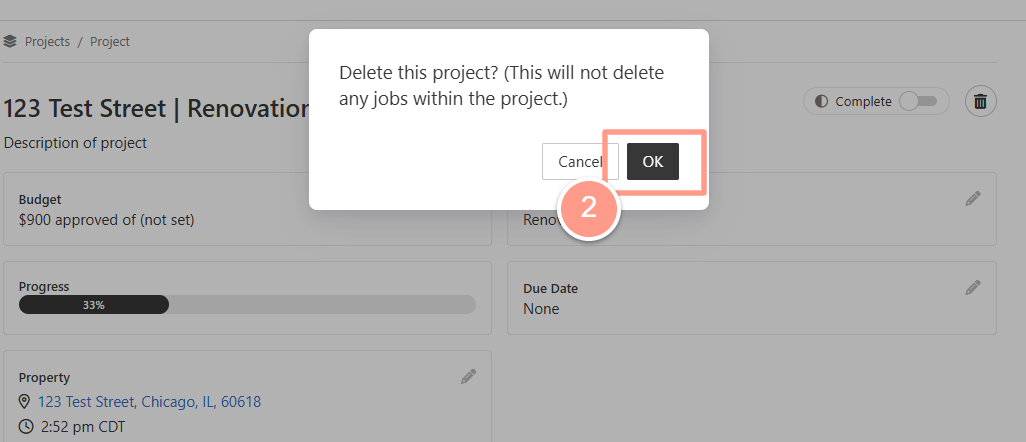 Projects / Project
Delete this project? (This will not delete
any jobs within the project.)
Cancel
OK
2
123 Test Street | Renovation
Complete
Description of project
Budget
$900 approved of (not set)
Progress
33%
Due Date
None
Property
123 Test Street, Chicago, IL, 60618
2:52 pm CDT